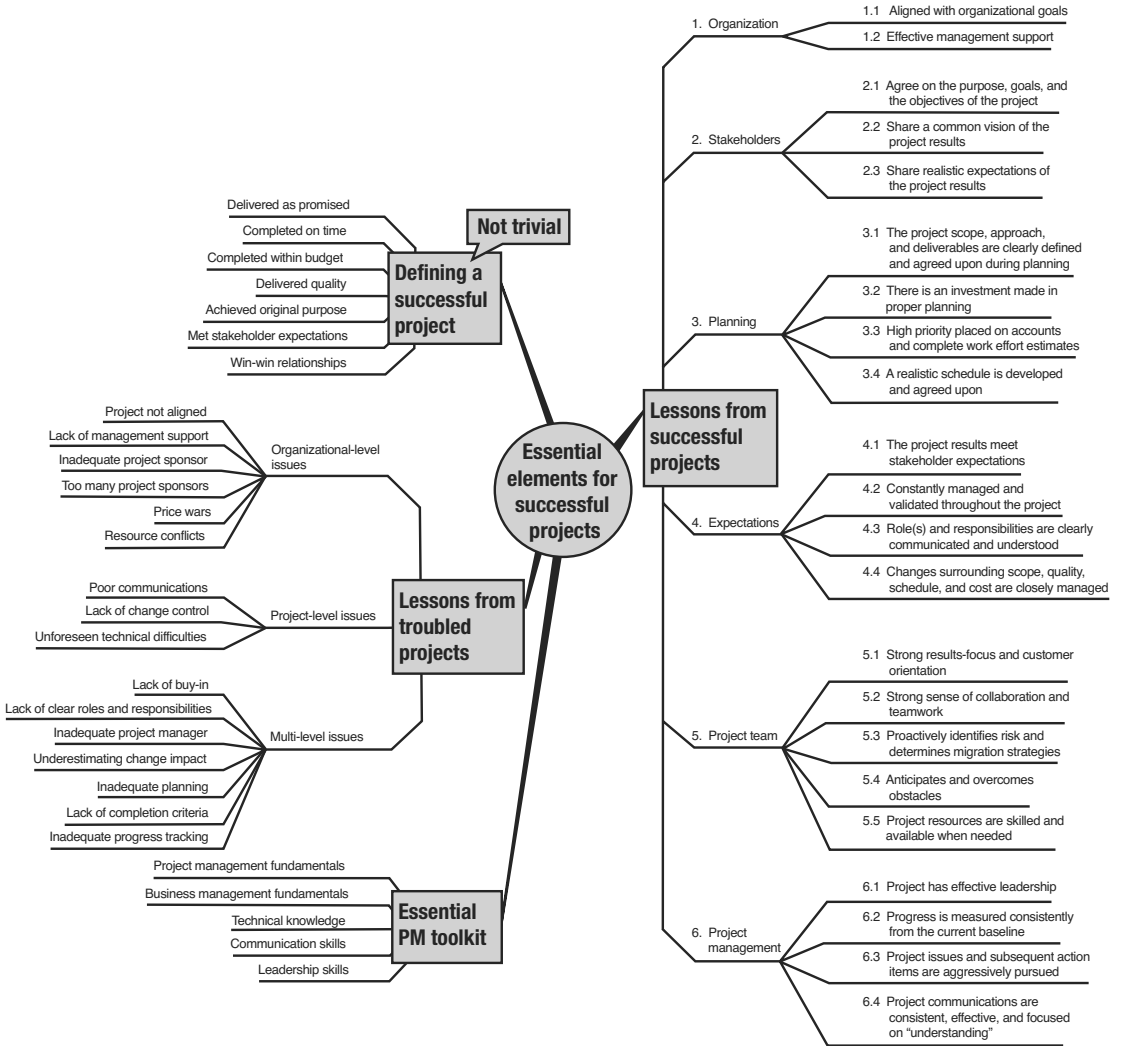 Essential
elements for
successful
projects
Not trivial
Defining a
successful
project
Delivered as promised
Completed on time
Completed within budget
Delivered quality
Achieved original purpose
Met stakeholder expectations
Win-win relationships
Lessons from
troubled
projects
Organizational-level
issues
Project not aligned
Lack of management support
Inadequate project sponsor
Too many project sponsors
Price wars
Resource conflicts
Project-level issues
Poor communications
Lack of change control
Unforeseen technical difficulties
Multi-level issues
Lack of buy-in
Lack of clear roles and responsibilities
Inadequate project manager
Underestimating change impact
Inadequate planning
Lack of completion criteria
Inadequate progress tracking
Essential
PM toolkit
Project management fundamentals
Business management fundamentals
Technical knowledge
Communication skills
Leadership skills
Lessons from
successful
projects
1. Organization
1.1 Aligned with organizational goals
1.2 Effective management support
2. Stakeholders
2.1 Agree on the purpose, goals, and
the objectives of the project
2.2 Share a common vision of the
project results
2.3 Share realistic expectations of
the project results
3. Planning
3.1 The project scope, approach,
and deliverables are clearly defined
and agreed upon during planning
3.2 There is an investment made in
proper planning
3.3 High priority placed on accounts
and complete work effort estimates
3.4 A realistic schedule is developed
and agreed upon
4. Expectations
4.1 The project results meet
stakeholder expectations
4.2 Constantly managed and
validated throughout the project
4.3 Role(s) and responsibilities are clearly
communicated and understood
4.4 Changes surrounding scope, quality,
schedule, and cost are closely managed
5. Project team
5.1 Strong results-focus and customer
orientation
5.2 Strong sense of collaboration and
teamwork
5.3 Proactively identifies risk and
determines migration strategies
5.4 Anticipates and overcomes
obstacles
5.5 Project resources are skilled and
available when needed
6. Project
management
6.1 Project has effective leadership
6.2 Progress is measured consistently
from the current baseline
6.3 Project issues and subsequent action
items are aggressively pursued
6.4 Project communications are
consistent, effective, and focused
on “understanding”